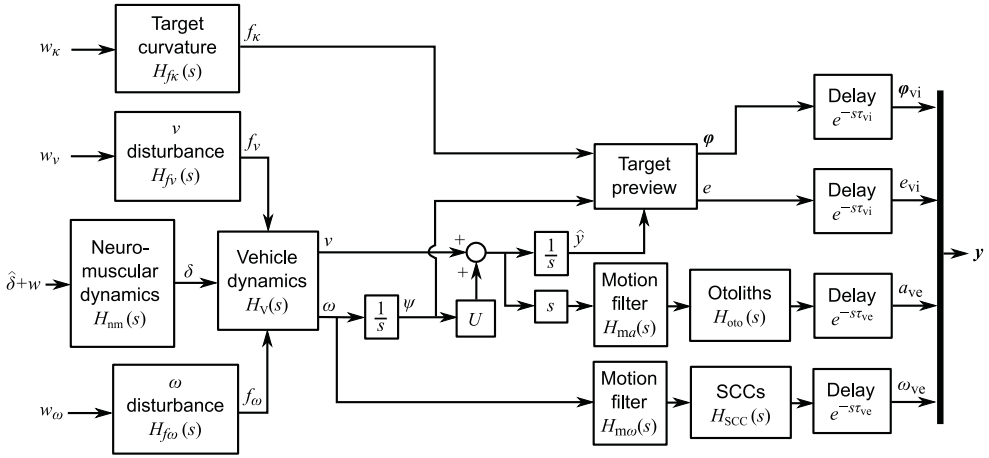 w_κ
Target
curvature
H_fκ(s)
f_κ
w_v
v
disturbance
H_fv(s)
f_v
δ̂+w
Neuro-
muscular
dynamics
H_nm(s)
δ
Vehicle
dynamics
H_V(s)
v
ω
w_ω
ω
disturbance
H_fω(s)
f_ω
1/s
ψ
U
+
+
1/s
ŷ
s
Target
preview
φ
e
Motion
filter
H_ma(s)
Otoliths
H_oto(s)
Motion
filter
H_mω(s)
SCCs
H_SCC(s)
Delay
e^−sτ_vi
φ_vi
Delay
e^−sτ_vi
e_vi
Delay
e^−sτ_ve
a_ve
Delay
e^−sτ_ve
ω_ve
y